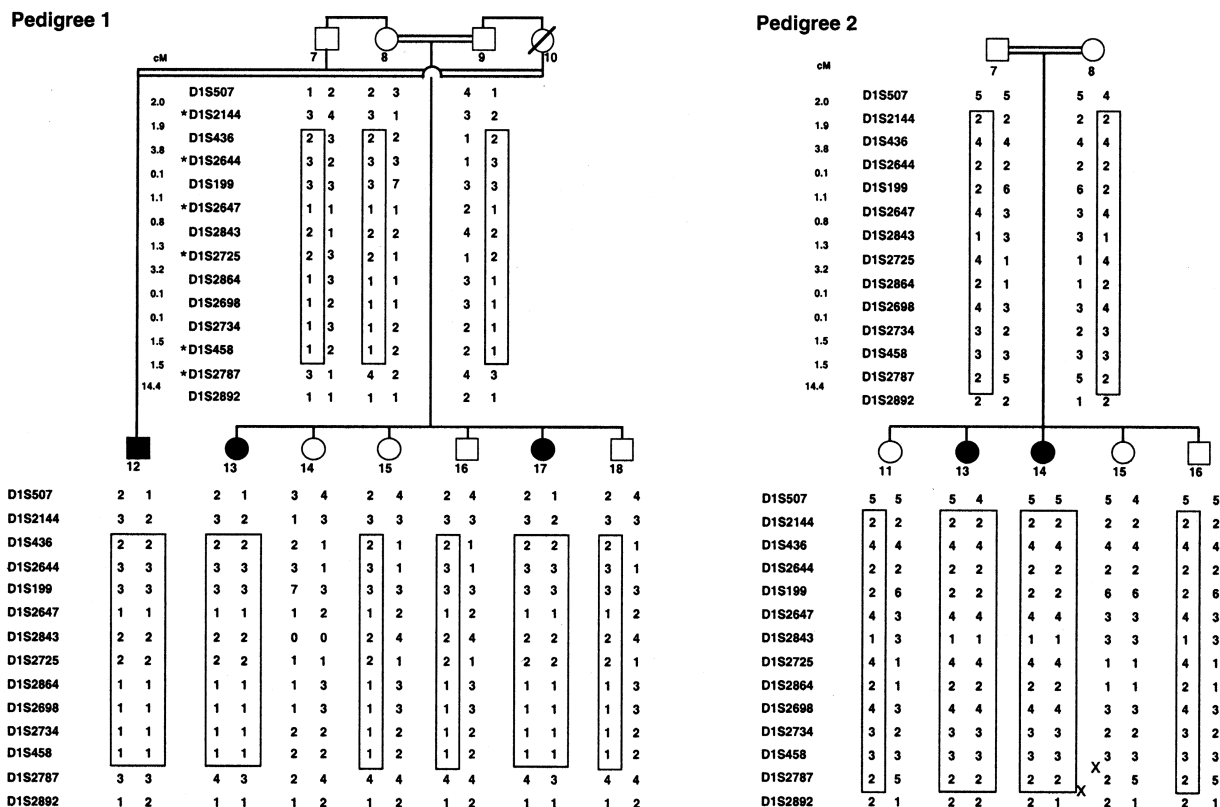 Pedigree 1
7 8 9 10
cM
D1S507 1 2 2 3 4 1
2.0
*D1S2144 3 4 3 1 3 2
1.9
D1S436 2 3 2 2 1 2
3.8
*D1S2644 3 2 3 3 1 3
0.1
D1S199 3 3 3 7 3 3
1.1
*D1S2647 1 1 1 1 2 1
0.8
D1S2843 2 1 2 2 4 2
1.3
*D1S2725 2 3 2 1 1 2
3.2
D1S2864 1 3 1 1 3 1
0.1
D1S2698 1 2 1 1 3 1
0.1
D1S2734 1 3 1 2 2 1
1.5
*D1S458 1 2 1 2 2 1
1.5
*D1S2787 3 1 4 2 4 3
14.4
D1S2892 1 1 1 1 2 1
12 13 14 15 16 17 18
D1S507 2 1 2 1 3 4 2 4 2 4 2 1 2 4
D1S2144 3 2 3 2 1 3 3 3 3 3 3 2 3 3
D1S436 2 2 2 2 2 1 2 1 2 1 2 2 2 1
D1S2644 3 3 3 3 3 1 3 1 3 1 3 3 3 1
D1S199 3 3 3 3 7 3 3 3 3 3 3 3 3 3
D1S2647 1 1 1 1 1 2 1 2 1 2 1 1 1 2
D1S2843 2 2 2 2 0 0 2 4 2 4 2 2 2 4
D1S2725 2 2 2 2 1 1 2 1 2 1 2 2 2 1
D1S2864 1 1 1 1 1 3 1 3 1 3 1 1 1 3
D1S2698 1 1 1 1 1 3 1 3 1 3 1 1 1 3
D1S2734 1 1 1 1 2 2 1 2 1 2 1 1 1 2
D1S458 1 1 1 1 2 2 1 2 1 2 1 1 1 2
D1S2787 3 3 4 3 2 4 4 4 4 4 4 3 4 4
D1S2892 1 2 1 1 1 2 1 2 1 2 1 1 1 2
Pedigree 2
7 8
cM
D1S507 5 5 5 4
2.0
D1S2144 2 2 2 2
1.9
D1S436 4 4 4 4
3.8
D1S2644 2 2 2 2
0.1
D1S199 2 6 6 2
1.1
D1S2647 4 3 3 4
0.8
D1S2843 1 3 3 1
1.3
D1S2725 4 1 1 4
3.2
D1S2864 2 1 1 2
0.1
D1S2698 4 3 3 4
0.1
D1S2734 3 2 2 3
1.5
D1S458 3 3 3 3
1.5
D1S2787 2 5 5 2
14.4
D1S2892 2 2 1 2
11 13 14 15 16
D1S507 5 5 5 4 5 5 5 4 5 5
D1S2144 2 2 2 2 2 2 2 2 2 2
D1S436 4 4 4 4 4 4 4 4 4 4
D1S2644 2 2 2 2 2 2 2 2 2 2
D1S199 2 6 2 2 2 2 6 6 2 6
D1S2647 4 3 4 4 4 4 3 3 4 3
D1S2843 1 3 1 1 1 1 3 3 1 3
D1S2725 4 1 4 4 4 4 1 1 4 1
D1S2864 2 1 2 2 2 2 1 1 2 1
D1S2698 4 3 4 4 4 4 3 3 4 3
D1S2734 3 2 3 3 3 3 2 2 3 2
D1S458 3 3 3 3 3 3 3 3 3 3
X
D1S2787 2 5 2 2 2 2 2 5 2 5
X
D1S2892 2 1 2 2 2 1 2 1 2 1